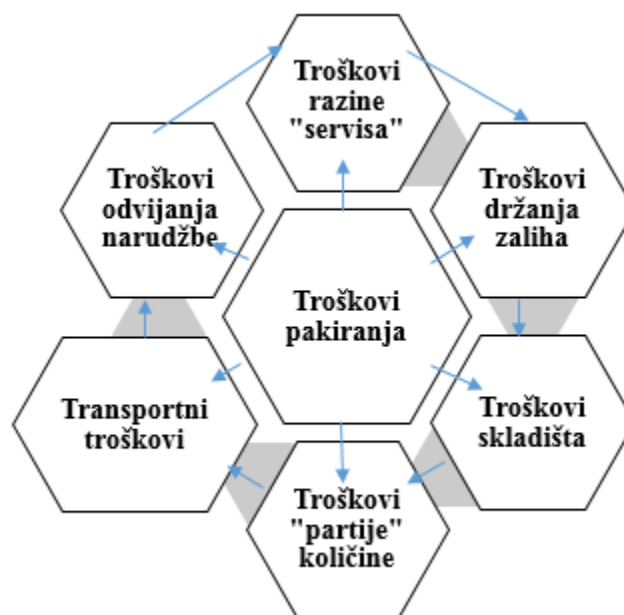 Troškovi
razine
"servisa"
Troškovi
odvijanja
narudžbe
Troškovi
držanja
zaliha
Troškovi
pakiranja
Transportni
troškovi
Troškovi
skladišta
Troškovi
"partije"
količine